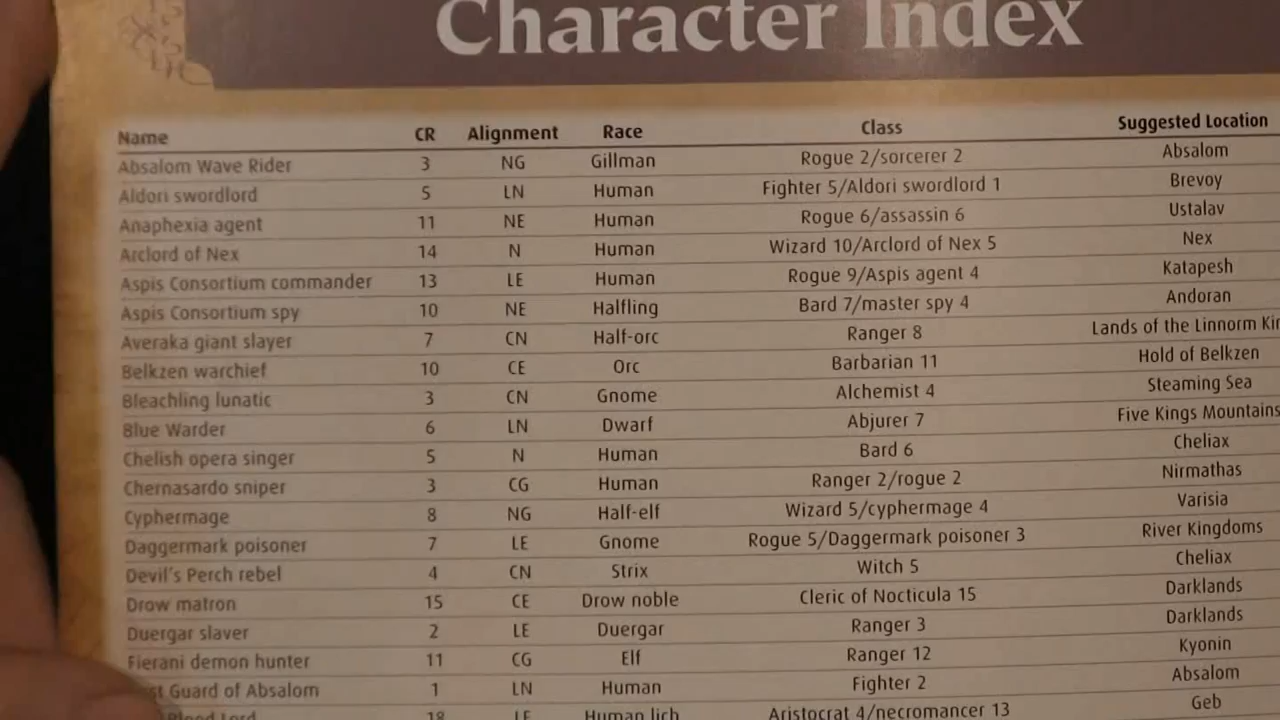 Character Index
Name CR Alignment Race Class Suggested Location
Absalom Wave Rider 3 NG Gillman Rogue 2/sorcerer 2 Absalom
Aldori swordlord 5 LN Human Fighter 5/Aldori swordlord 1 Brevoy
Anaphexia agent 11 NE Human Rogue 6/assassin 6 Ustalav
Arclord of Nex 14 N Human Wizard 10/Arclord of Nex 5 Nex
Aspis Consortium commander 13 LE Human Rogue 9/Aspis agent 4 Katapesh
Aspis Consortium spy 10 NE Halfling Bard 7/master spy 4 Andoran
Averaka giant slayer 7 CN Half-orc Ranger 8 Lands of the Linnorm
Belkzen warchief 10 CE Orc Barbarian 11 Hold of Belkzen
Bleachling lunatic 3 CN Gnome Alchemist 4 Steaming Sea
Blue Warder 6 LN Dwarf Abjurer 7 Five Kings Mountains
Chelish opera singer 5 N Human Bard 6 Cheliax
Chernasardo sniper 3 CG Human Ranger 2/rogue 2 Nirmathas
Cyphermage 8 NG Half-elf Wizard 5/cyphermage 4 Varisia
Daggermark poisoner 7 LE Gnome Rogue 5/Daggermark poisoner 3 River Kingdoms
Devil's Perch rebel 4 CN Strix Witch 5 Cheliax
Drow matron 15 CE Drow noble Cleric of Nocticula 15 Darklands
Duergar slaver 2 LE Duergar Ranger 3 Darklands
Fierani demon hunter 11 CG Elf Ranger 12 Kyonin
Guard of Absalom 1 LN Human Fighter 2 Absalom
Blood Lord 18 LE Human lich Aristocrat 4/necromancer 13 Geb